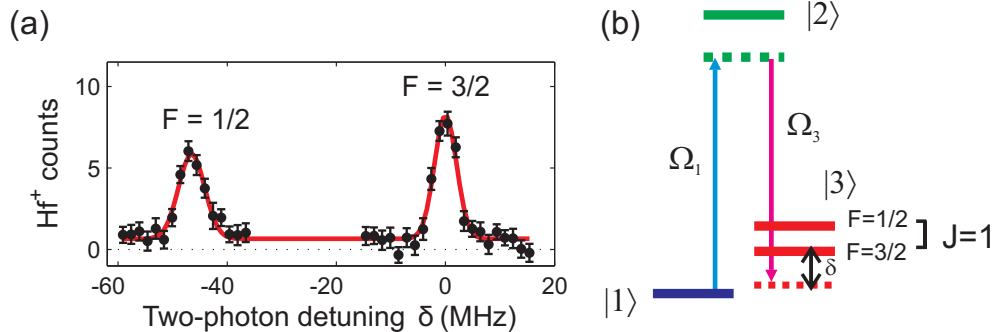 (a)
10
5
0
Hf⁺ counts
F = 1/2
F = 3/2
-60
-40
-20
0
20
Two-photon detuning δ (MHz)
(b)
|2⟩
Ω₁
Ω₃
|3⟩
F=1/2
F=3/2
J=1
δ
|1⟩